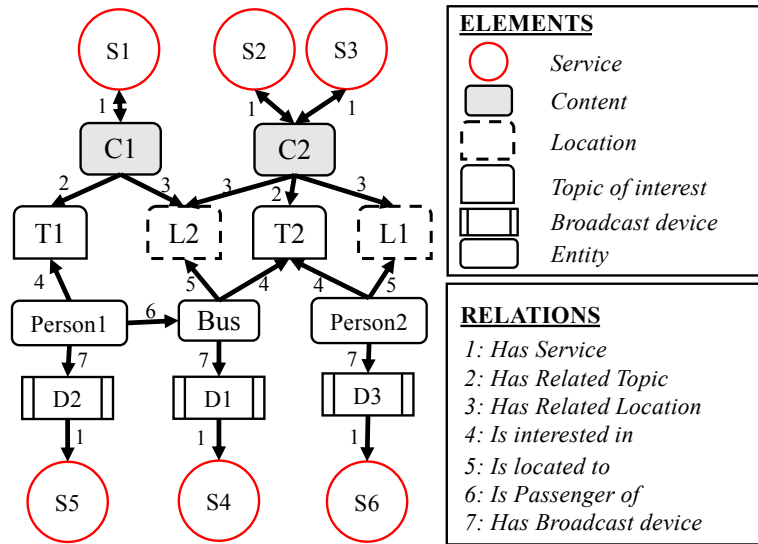 S1
S2
S3
1
1
1
C1
C2
2
3
3
2
3
T1
L2
T2
L1
4
5
4
4
5
Person1
6
Bus
Person2
7
7
7
D2
D1
D3
1
1
1
S5
S4
S6
ELEMENTS
Service
Content
Location
Topic of interest
Broadcast device
Entity
RELATIONS
1: Has Service
2: Has Related Topic
3: Has Related Location
4: Is interested in
5: Is located to
6: Is Passenger of
7: Has Broadcast device